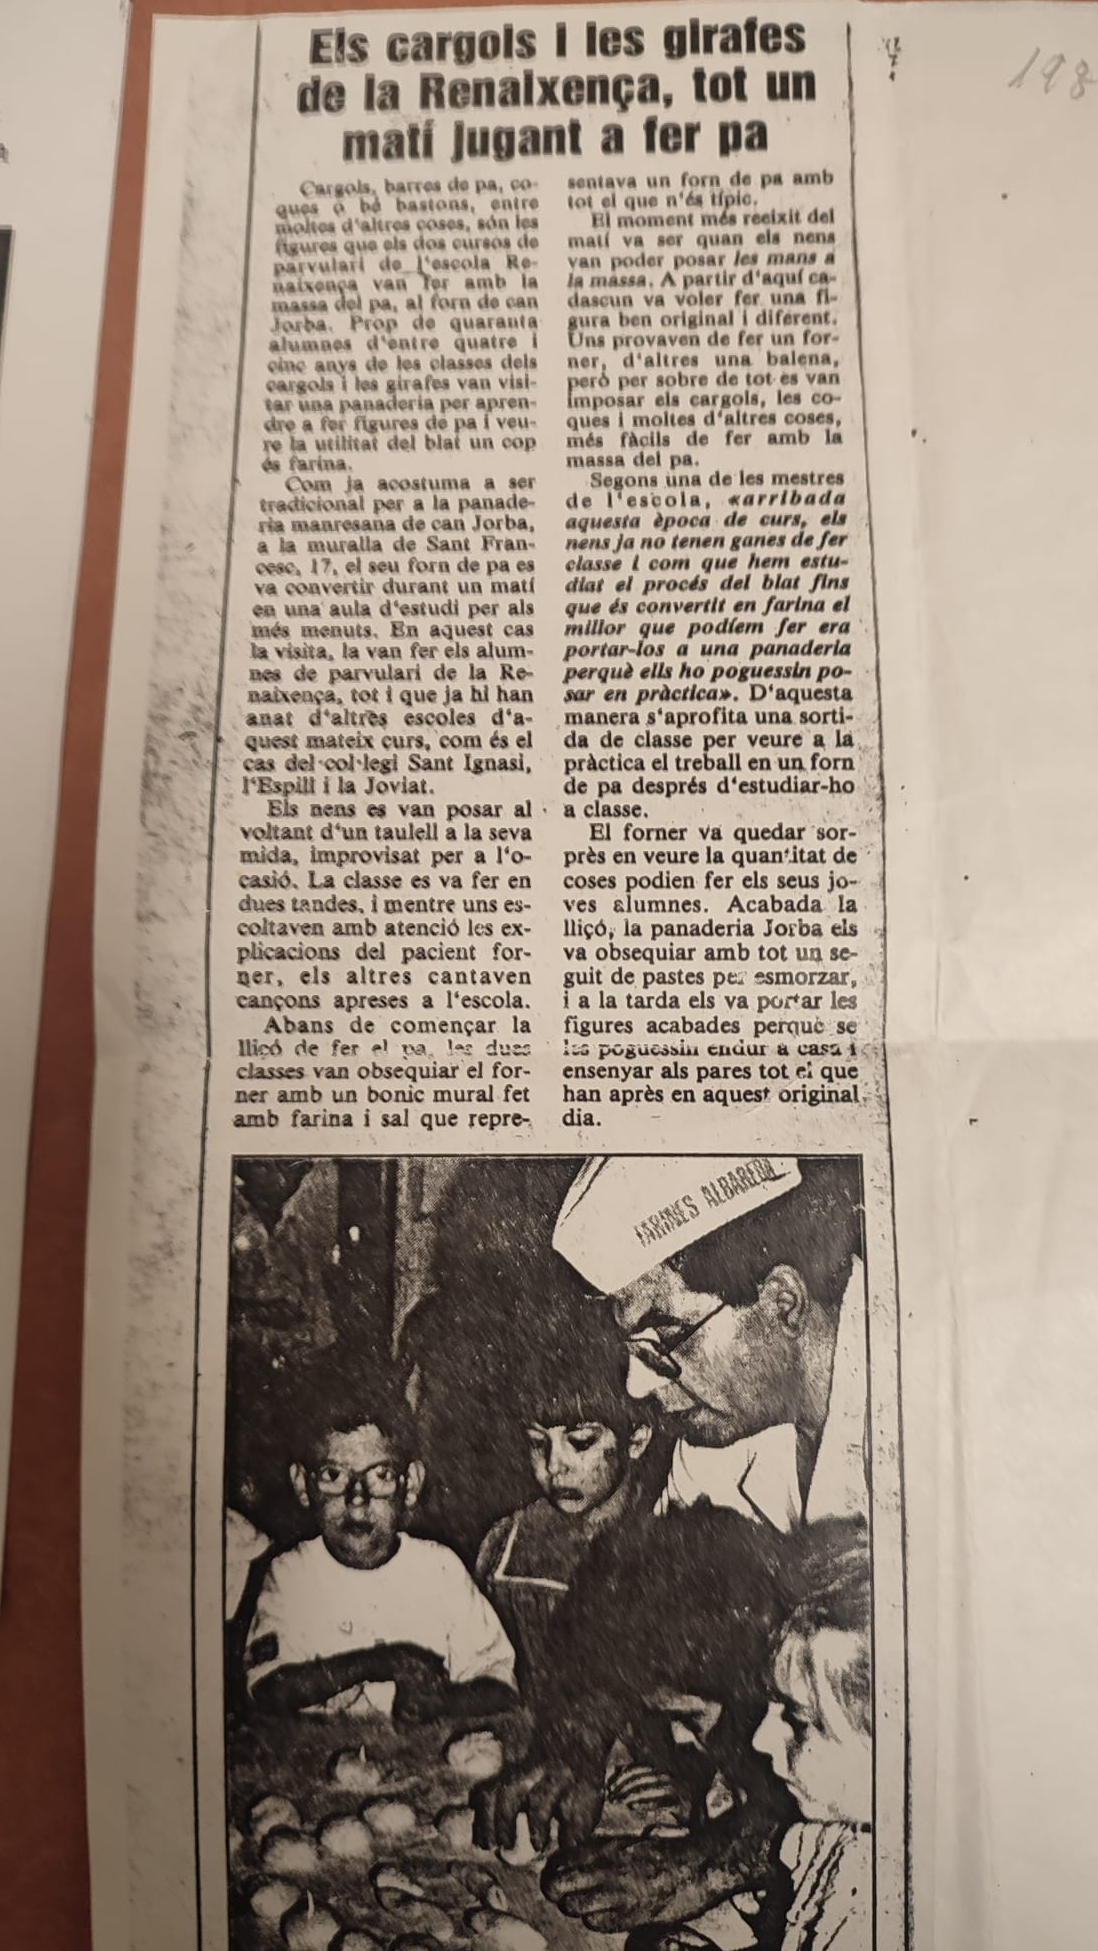 Els cargols i les girafes
de la Renaixença, tot un
matí jugant a fer pa
198
Cargols, barres de pa, co-
ques o bé bastons, entre
moltes d'altres coses, són les
figures que els dos cursos de
parvulari de l'escola Re-
naixença van fer amb la
massa del pa, al forn de can
Jorba. Prop de quaranta
alumnes d'entre quatre i
cinc anys de les classes dels
cargols i les girafes van visi-
tar una panaderia per apren-
dre a fer figures de pa i veu-
re la utilitat del blat un cop
és farina.
Com ja acostuma a ser
tradicional per a la panade-
ria manresana de can Jorba,
a la muralla de Sant Fran-
cesc, 17, el seu forn de pa es
va convertir durant un matí
en una aula d'estudi per als
més menuts. En aquest cas
la visita, la van fer els alum-
nes de parvulari de la Re-
naixença, tot i que ja hi han
anat d'altres escoles d'a-
quest mateix curs, com és el
cas del col·legi Sant Ignasi,
l'Espill i la Joviat.
Els nens es van posar al
voltant d'un taulell a la seva
mida, improvisat per a l'o-
casió. La classe es va fer en
dues tandes, i mentre uns es-
coltaven amb atenció les ex-
plicacions del pacient for-
ner, els altres cantaven
cançons apreses a l'escola.
Abans de començar la
lliçó de fer el pa, les dues
classes van obsequiar el for-
ner amb un bonic mural fet
amb farina i sal que repre-
sentava un forn de pa amb
tot el que n'és típic.
El moment més reeixit del
matí va ser quan els nens
van poder posar les mans a
la massa. A partir d'aquí ca-
dascun va voler fer una fi-
gura ben original i diferent.
Uns provaven de fer un for-
ner, d'altres una balena,
però per sobre de tot es van
imposar els cargols, les co-
ques i moltes d'altres coses,
més fàcils de fer amb la
massa del pa.
Segons una de les mestres
de l'escola, «arribada
aquesta època de curs, els
nens ja no tenen ganes de fer
classe i com que hem estu-
diat el procés del blat fins
que és convertit en farina el
millor que podíem fer era
portar-los a una panaderia
perquè ells ho poguessin po-
sar en pràctica». D'aquesta
manera s'aprofita una sorti-
da de classe per veure a la
pràctica el treball en un forn
de pa després d'estudiar-ho
a classe.
El forner va quedar sor-
près en veure la quantitat de
coses podien fer els seus jo-
ves alumnes. Acabada la
lliçó, la panaderia Jorba els
va obsequiar amb tot un se-
guit de pastes per esmorzar,
i a la tarda els va portar les
figures acabades perquè se
les poguessin endur a casa i
ensenyar als pares tot el que
han après en aquest original
dia.
FARINES ALBAREDA